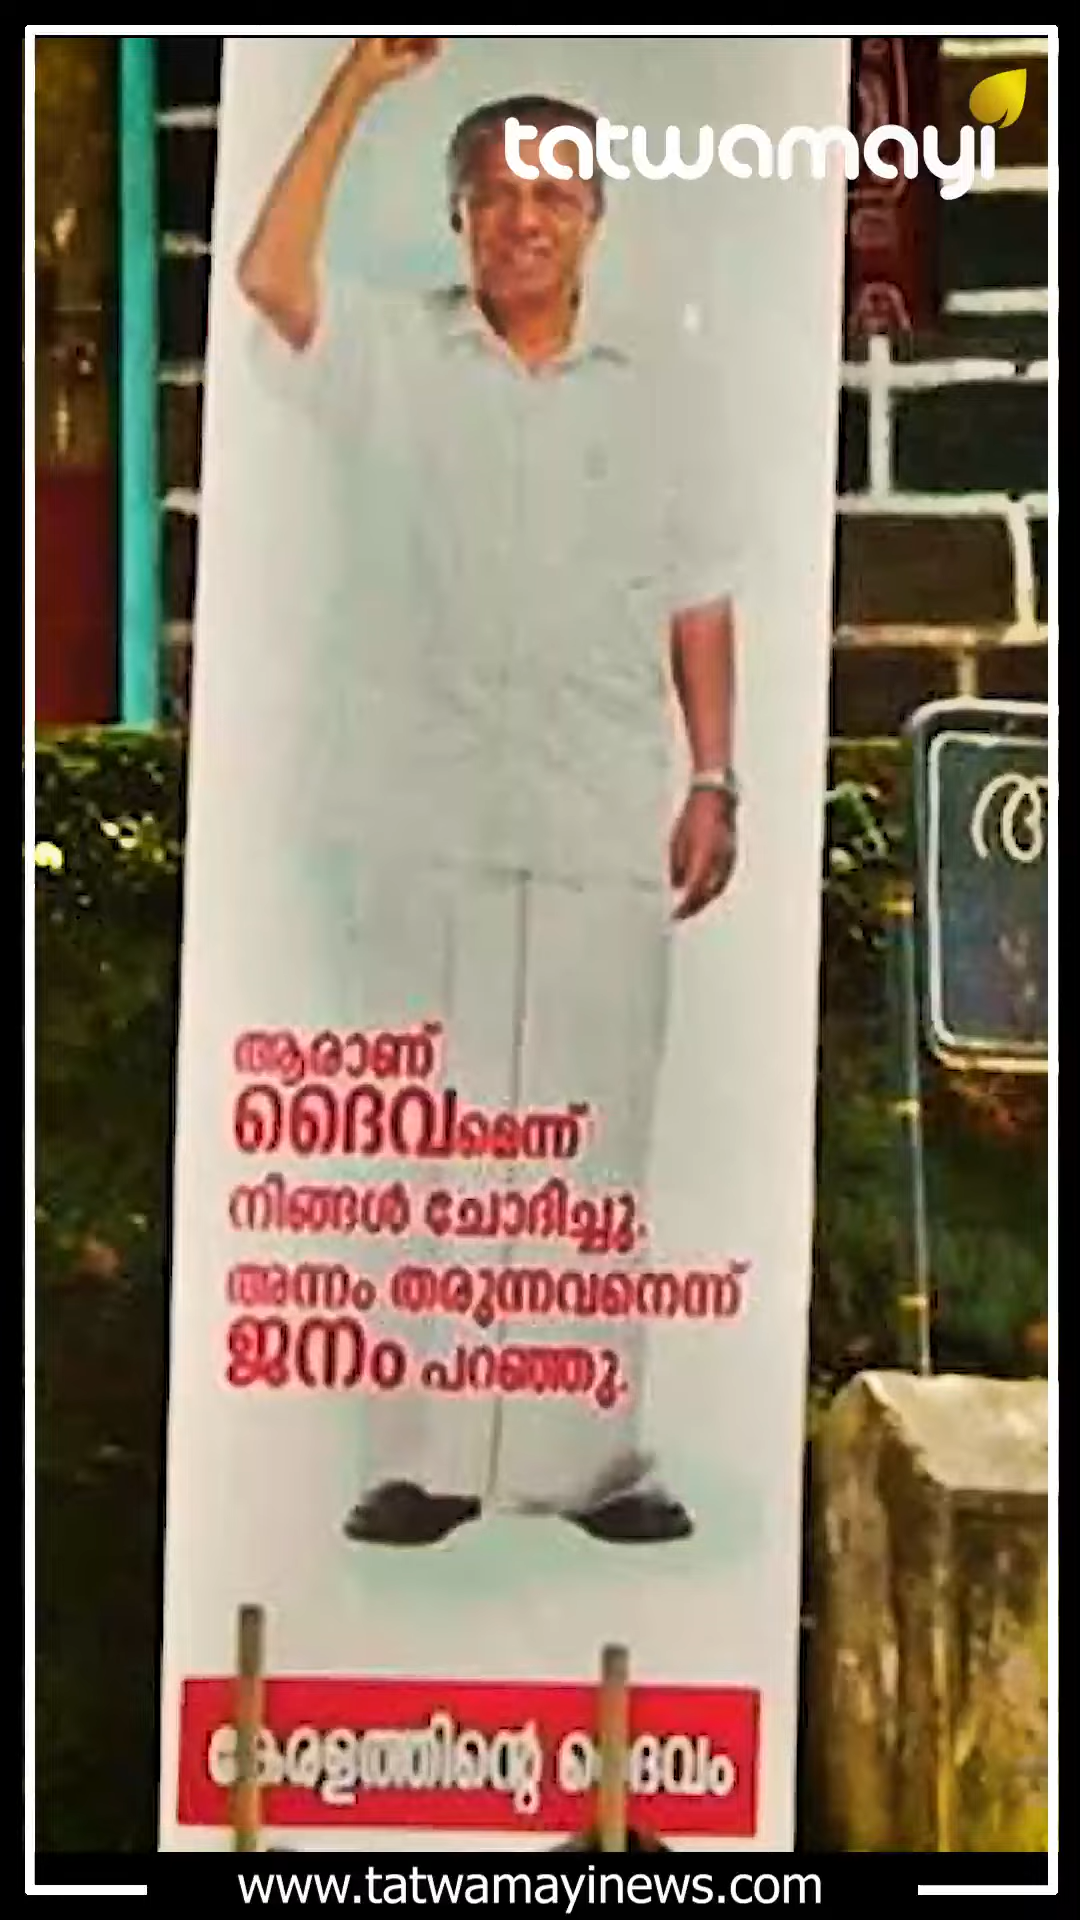 tatwamayi
ത
ആരാണ്
ദൈവമെന്ന്
നിങ്ങൾ ചോദിച്ചു.
അന്നം തരുന്നവനെന്ന്
ജനം പറഞ്ഞു.
കേരളത്തിന്റെ ദൈവം
www.tatwamayinews.com